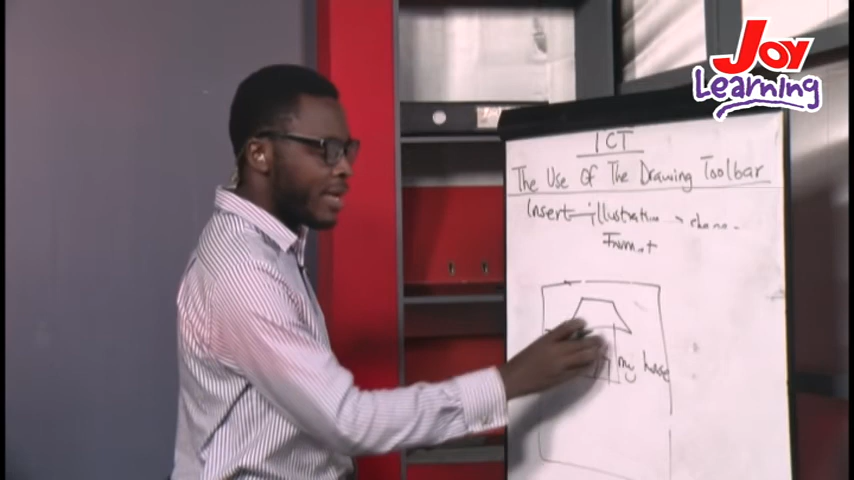 JOY
Learning
ICT
The Use Of The Drawing Toolbar
Insert illustration
Format
my house